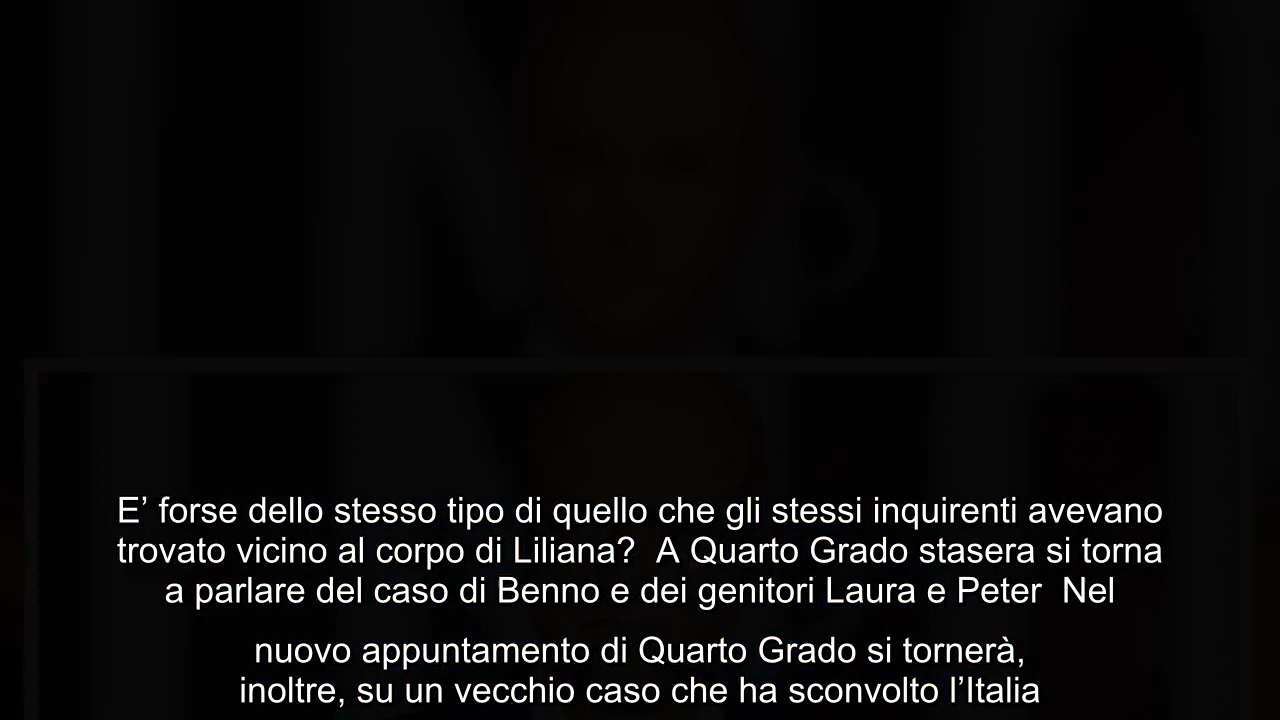 E’ forse dello stesso tipo di quello che gli stessi inquirenti avevano
trovato vicino al corpo di Liliana?  A Quarto Grado stasera si torna
a parlare del caso di Benno e dei genitori Laura e Peter  Nel
nuovo appuntamento di Quarto Grado si tornerà,
inoltre, su un vecchio caso che ha sconvolto l’Italia